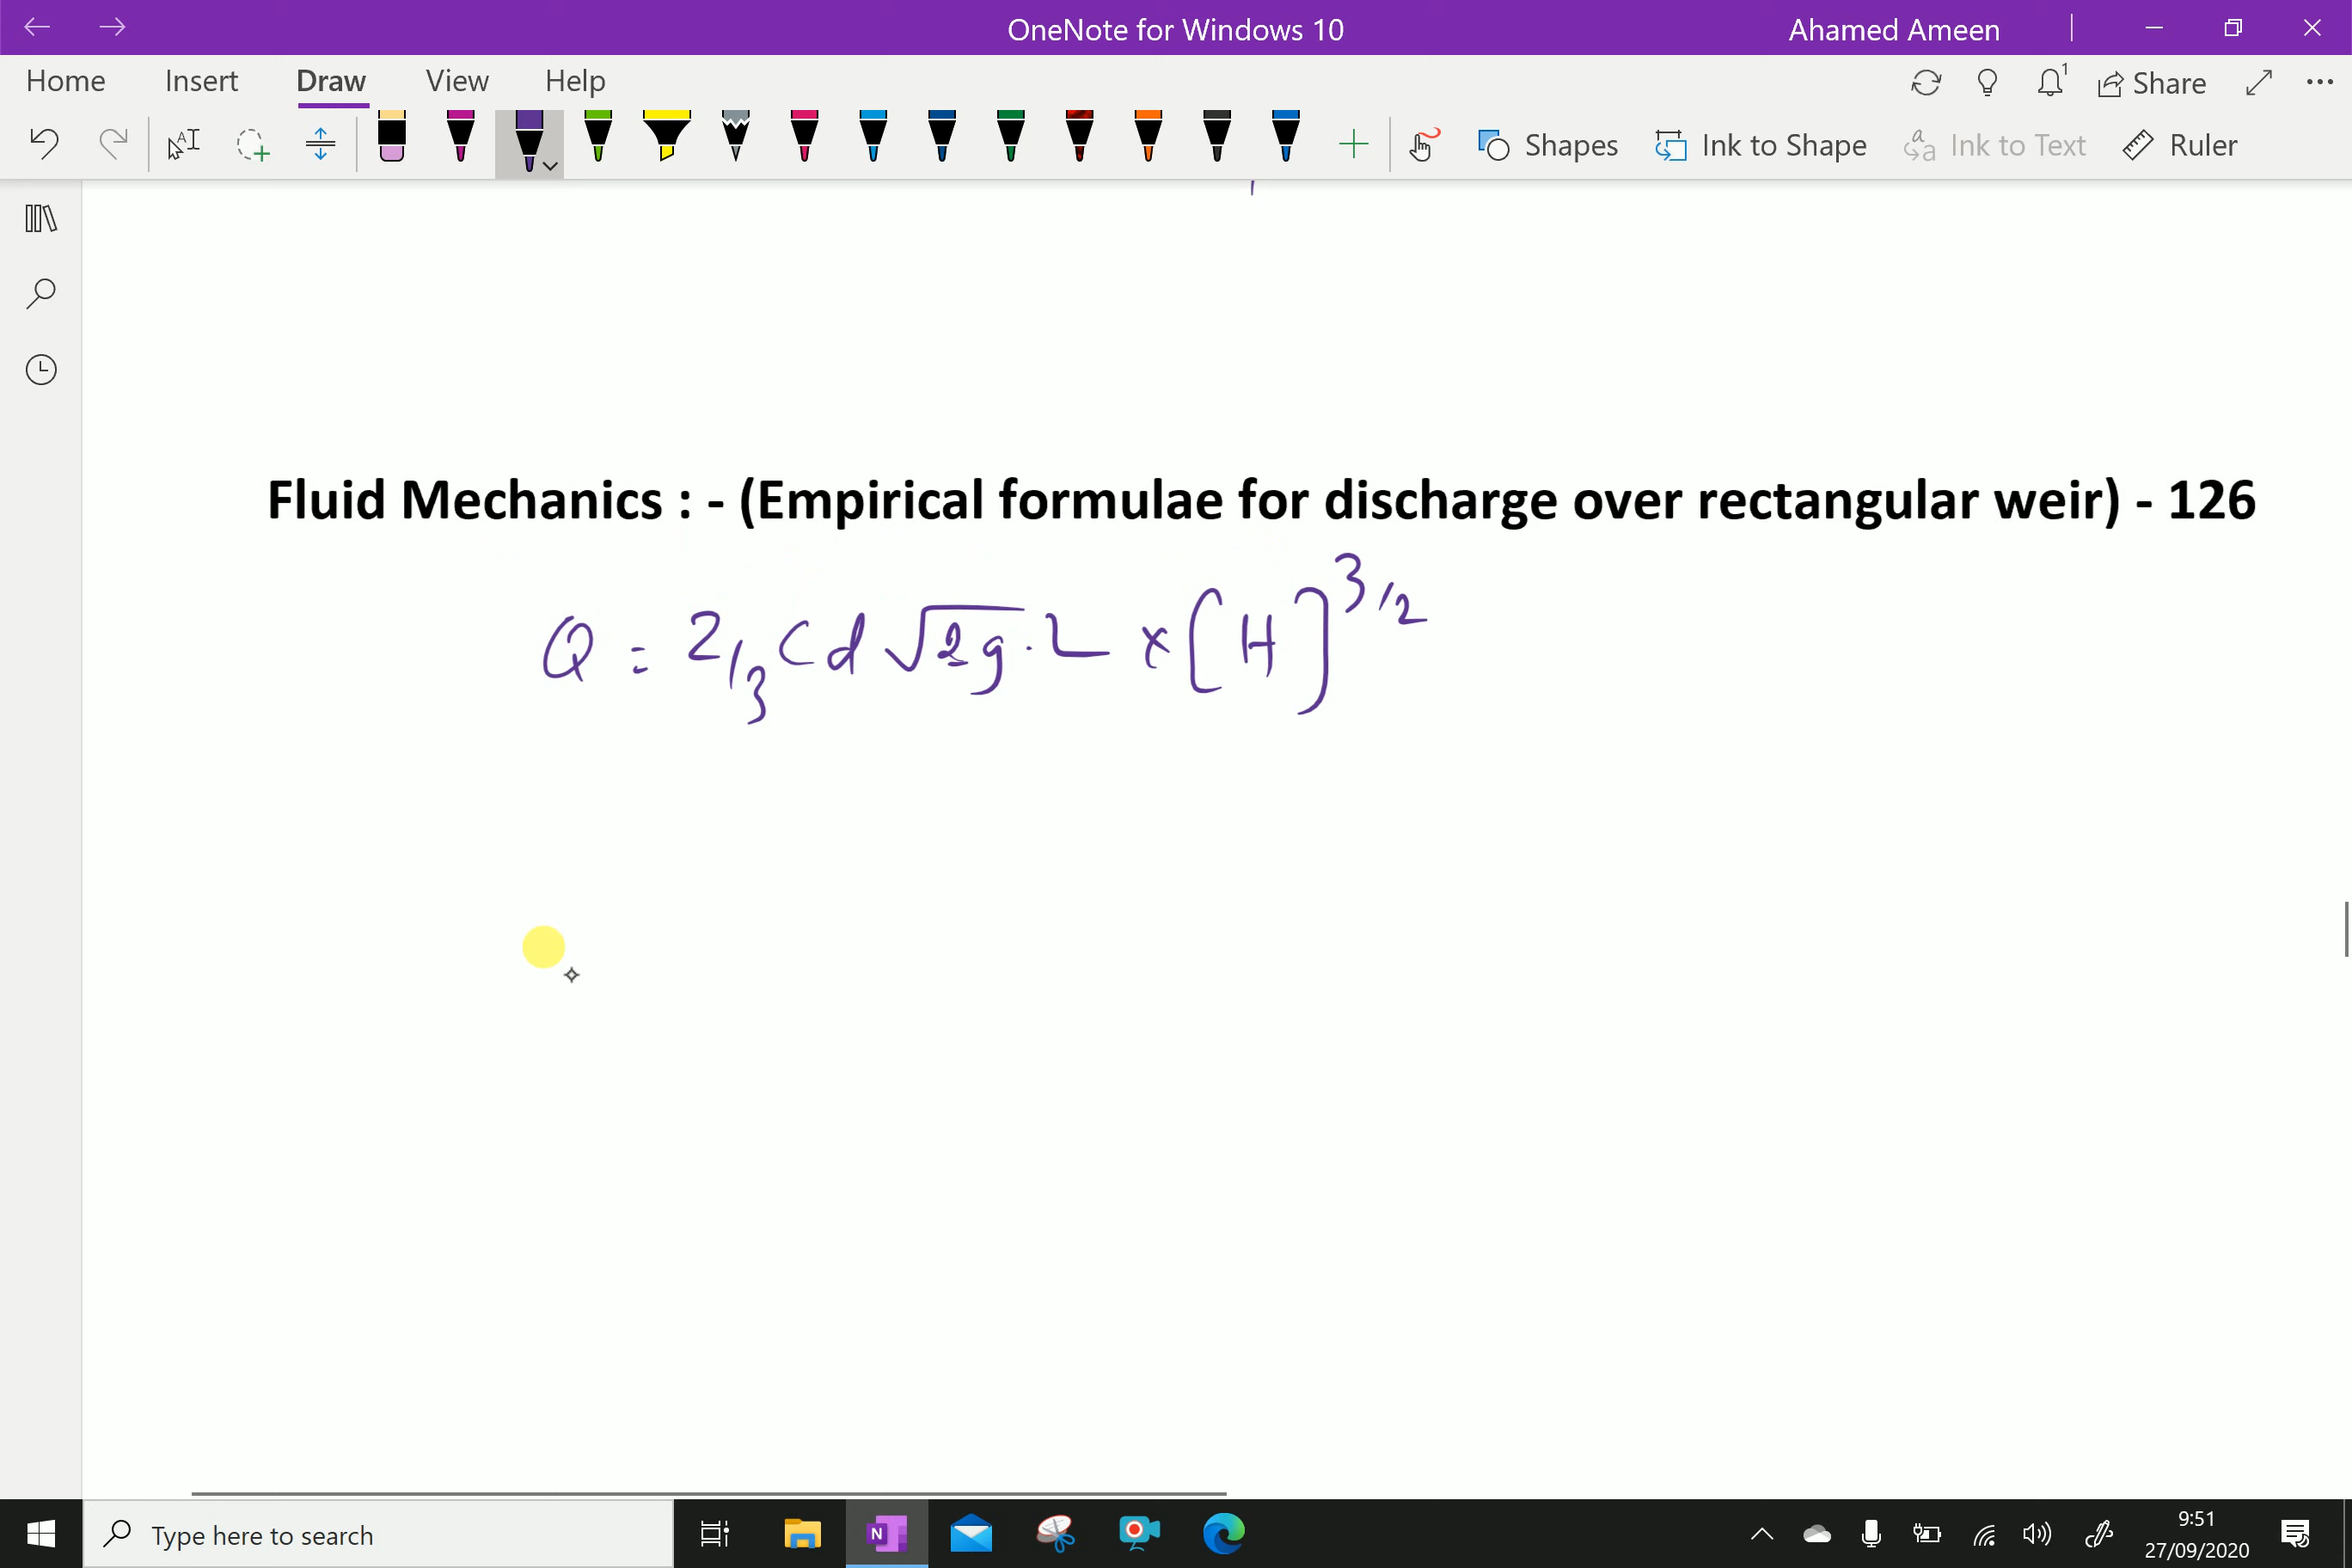 OneNote for Windows 10
Ahamed Ameen
Home Insert Draw View Help
1
Share
Shapes
Ink to Shape
Ink to Text
Ruler
Fluid Mechanics : - (Empirical formulae for discharge over rectangular weir) - 126
Q = 2/3 Cd √2g . L × [H]^3/2
Type here to search
9:51
27/09/2020